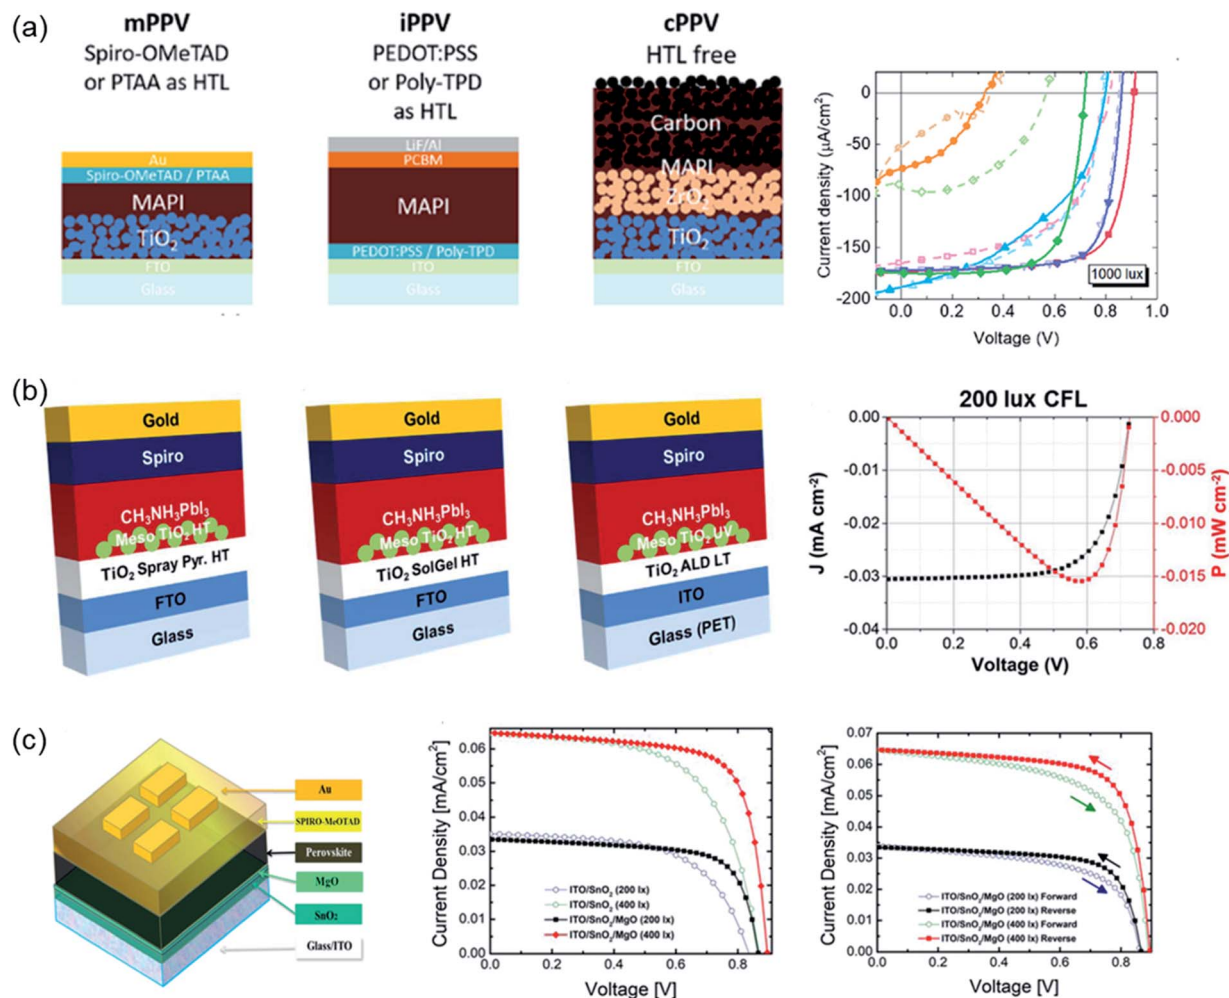 (a)
mPPV
Spiro-OMeTAD
or PTAA as HTL
Au
Spiro-OMeTAD / PTAA
MAPI
TiO₂
FTO
Glass
iPPV
PEDOT:PSS
or Poly-TPD
as HTL
LiF/Al
PCBM
MAPI
PEDOT:PSS / Poly-TPD
ITO
Glass
cPPV
HTL free
Carbon
MAPI
ZrO₂
TiO₂
FTO
Glass
Current density (µA/cm²)
0
-50
-100
-150
-200
1000 lux
0.0 0.2 0.4 0.6 0.8 1.0
Voltage (V)
(b)
Gold
Spiro
CH₃NH₃PbI₃
Meso TiO₂ HT
TiO₂ Spray Pyr. HT
FTO
Glass
Gold
Spiro
CH₃NH₃PbI₃
Meso TiO₂ HT
TiO₂ SolGel HT
FTO
Glass
Gold
Spiro
CH₃NH₃PbI₃
Meso TiO₂ UV
TiO₂ ALD LT
ITO
Glass (PET)
200 lux CFL
J (mA cm⁻²)
0.00
-0.01
-0.02
-0.03
-0.04
0.0 0.2 0.4 0.6 0.8
Voltage (V)
0.000
-0.005
-0.010
-0.015
-0.020
P (mW cm⁻²)
(c)
Au
SPIRO-MeOTAD
Perovskite
MgO
SnO₂
Glass/ITO
Current Density [mA/cm²]
0.06
0.05
0.03
0.02
0.00
ITO/SnO₂ (200 lx)
ITO/SnO₂ (400 lx)
ITO/SnO₂/MgO (200 lx)
ITO/SnO₂/MgO (400 lx)
0.0 0.2 0.4 0.6 0.8
Voltage [V]
Current Density [mA/cm²]
0.07
0.06
0.05
0.04
0.03
0.02
0.01
0.00
ITO/SnO₂/MgO (200 lx) Forward
ITO/SnO₂/MgO (200 lx) Reverse
ITO/SnO₂/MgO (400 lx) Forward
ITO/SnO₂/MgO (400 lx) Reverse
0.0 0.2 0.4 0.6 0.8
Voltage [V]